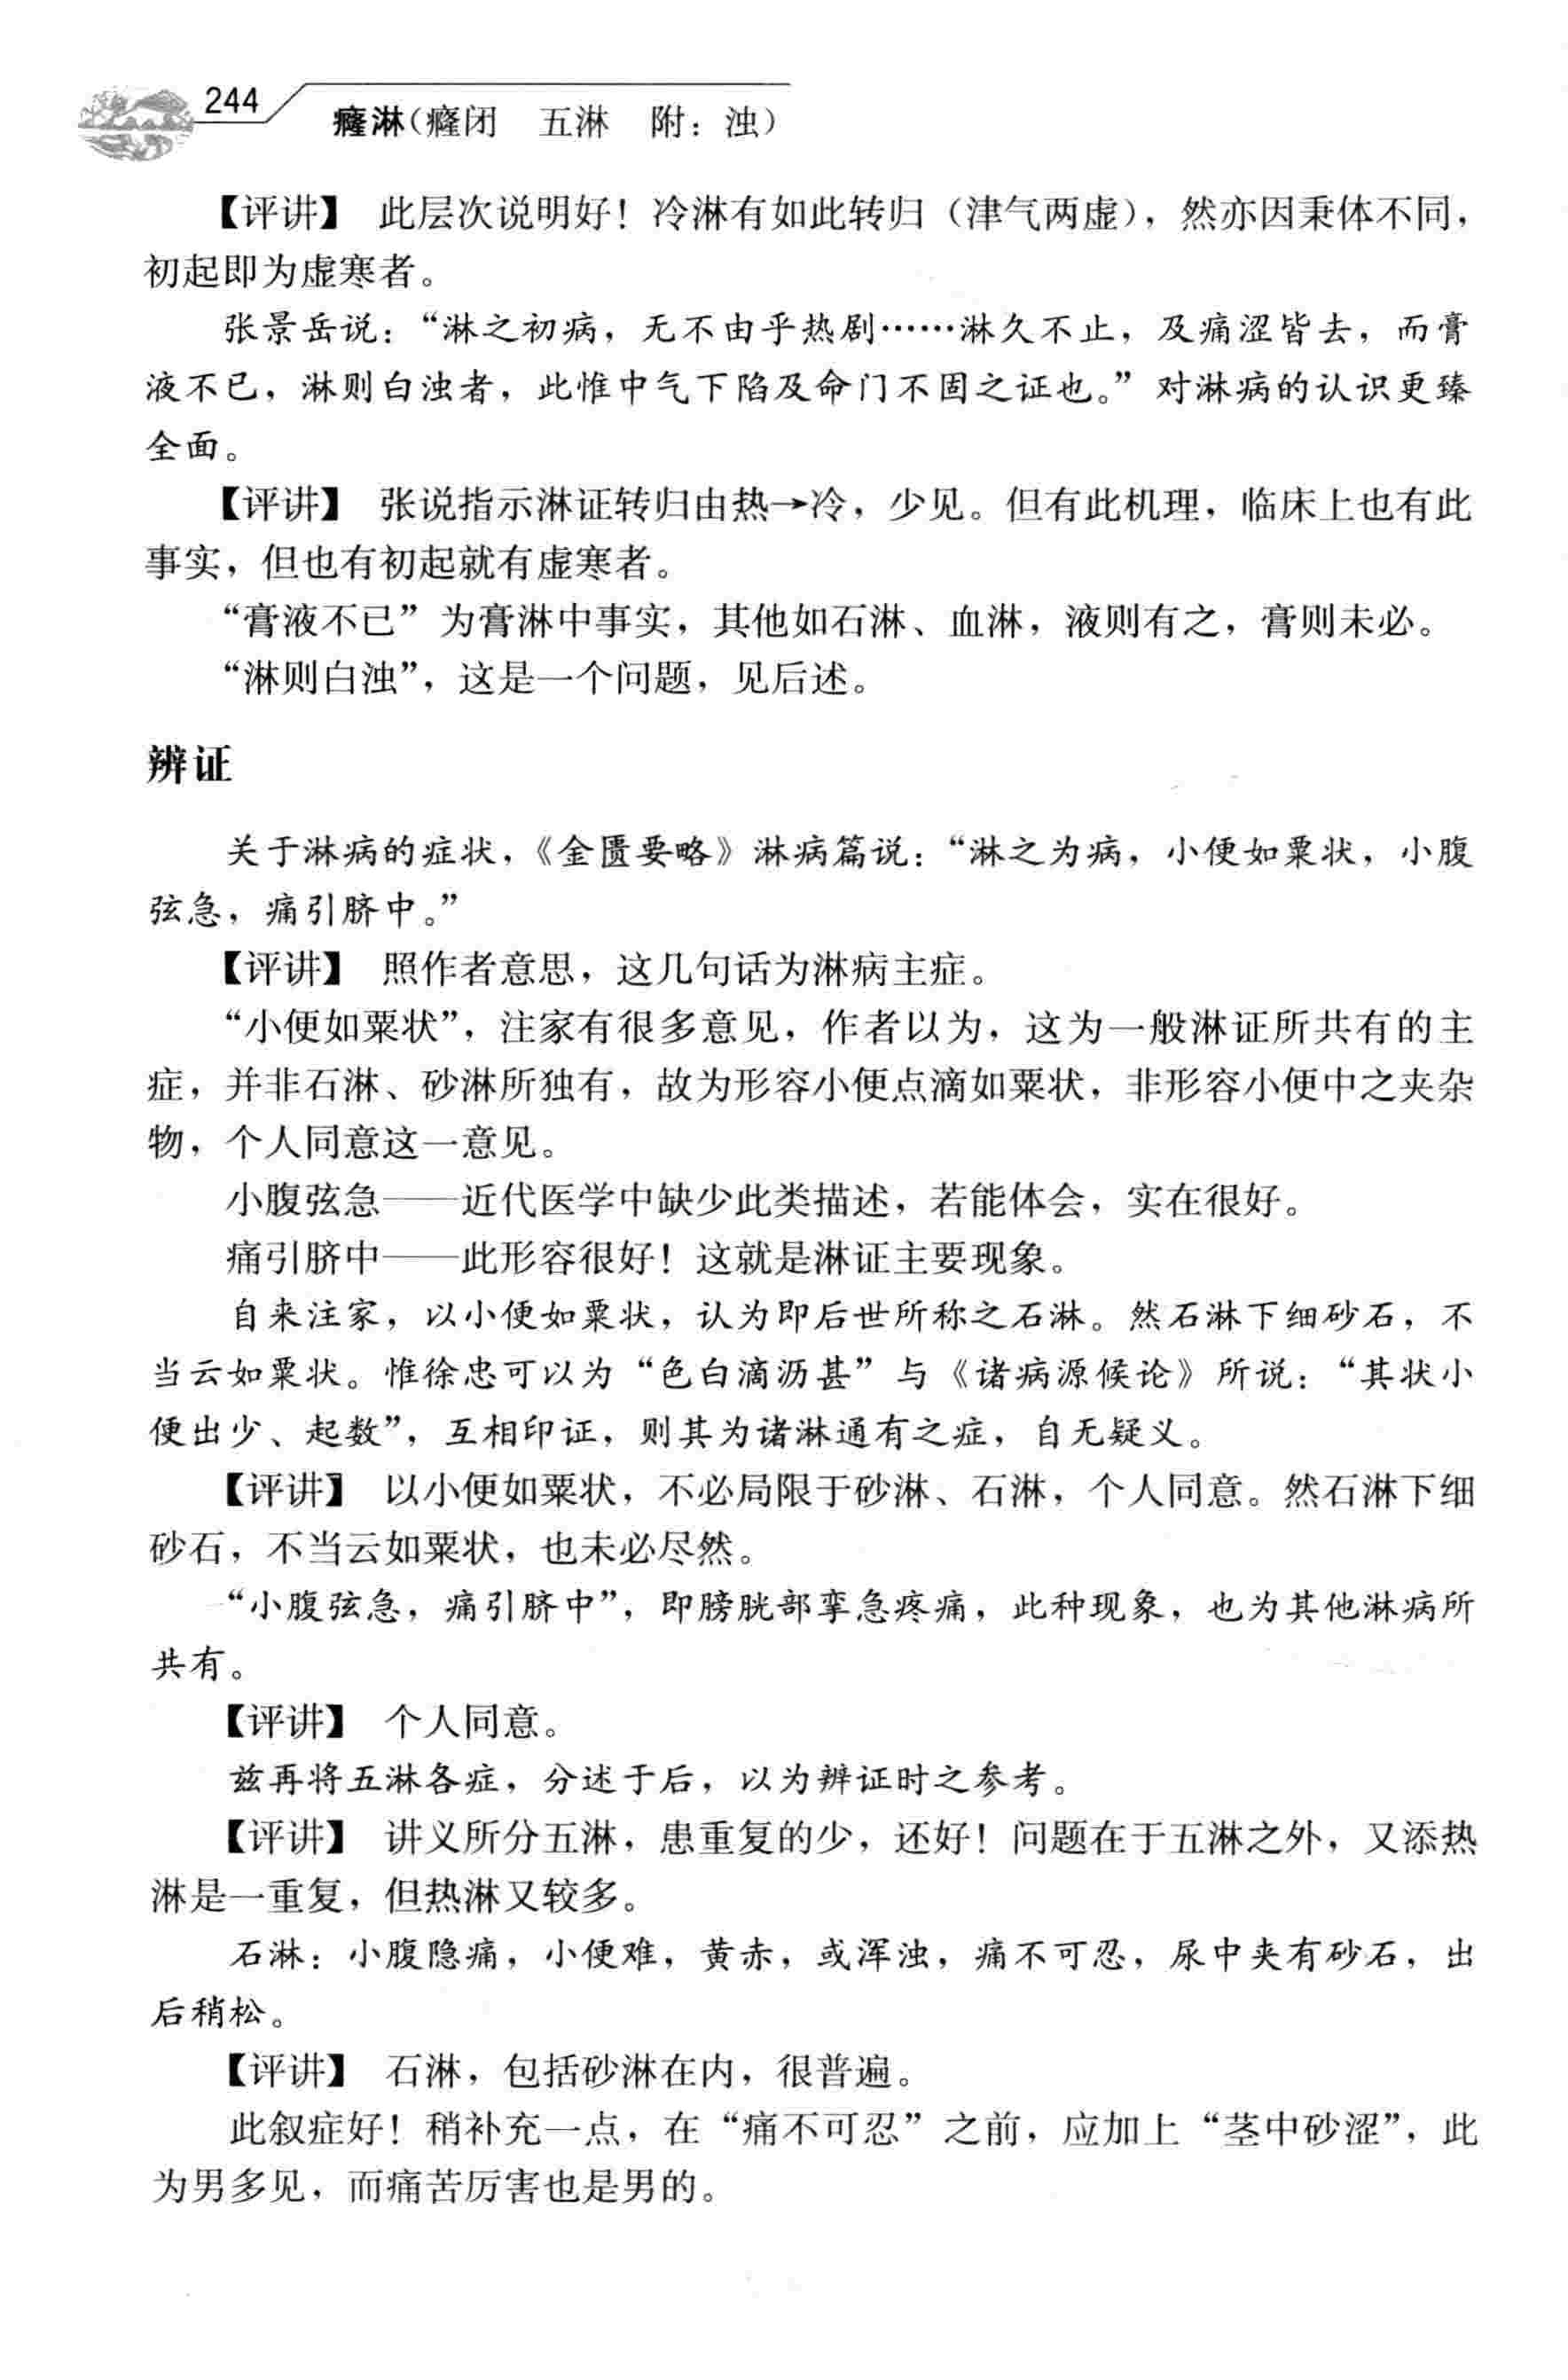 244
癃淋（癃闭　五淋　附：浊）
【评讲】 此层次说明好！冷淋有如此转归（津气两虚），然亦因秉体不同，
初起即为虚寒者。
张景岳说：“淋之初病，无不由乎热剧……淋久不止，及痛涩皆去，而膏
液不已，淋则白浊者，此惟中气下陷及命门不固之证也。”对淋病的认识更臻
全面。
【评讲】 张说指示淋证转归由热→冷，少见。但有此机理，临床上也有此
事实，但也有初起就有虚寒者。
“膏液不已”为膏淋中事实，其他如石淋、血淋，液则有之，膏则未必。
“淋则白浊”，这是一个问题，见后述。
辨证
关于淋病的症状，《金匮要略》淋病篇说：“淋之为病，小便如粟状，小腹
弦急，痛引脐中。”
【评讲】 照作者意思，这几句话为淋病主症。
“小便如粟状”，注家有很多意见，作者以为，这为一般淋证所共有的主
症，并非石淋、砂淋所独有，故为形容小便点滴如粟状，非形容小便中之夹杂
物，个人同意这一意见。
小腹弦急——近代医学中缺少此类描述，若能体会，实在很好。
痛引脐中——此形容很好！这就是淋证主要现象。
自来注家，以小便如粟状，认为即后世所称之石淋。然石淋下细砂石，不
当云如粟状。惟徐忠可以为“色白滴沥甚”与《诸病源候论》所说：“其状小
便出少、起数”，互相印证，则其为诸淋通有之症，自无疑义。
【评讲】 以小便如粟状，不必局限于砂淋、石淋，个人同意。然石淋下细
砂石，不当云如粟状，也未必尽然。
“小腹弦急，痛引脐中”，即膀胱部挛急疼痛，此种现象，也为其他淋病所
共有。
【评讲】 个人同意。
兹再将五淋各症，分述于后，以为辨证时之参考。
【评讲】 讲义所分五淋，患重复的少，还好！问题在于五淋之外，又添热
淋是一重复，但热淋又较多。
石淋：小腹隐痛，小便难，黄赤，或浑浊，痛不可忍，尿中夹有砂石，出
后稍松。
【评讲】 石淋，包括砂淋在内，很普遍。
此叙症好！稍补充一点，在“痛不可忍”之前，应加上“茎中砂涩”，此
为男多见，而痛苦厉害也是男的。